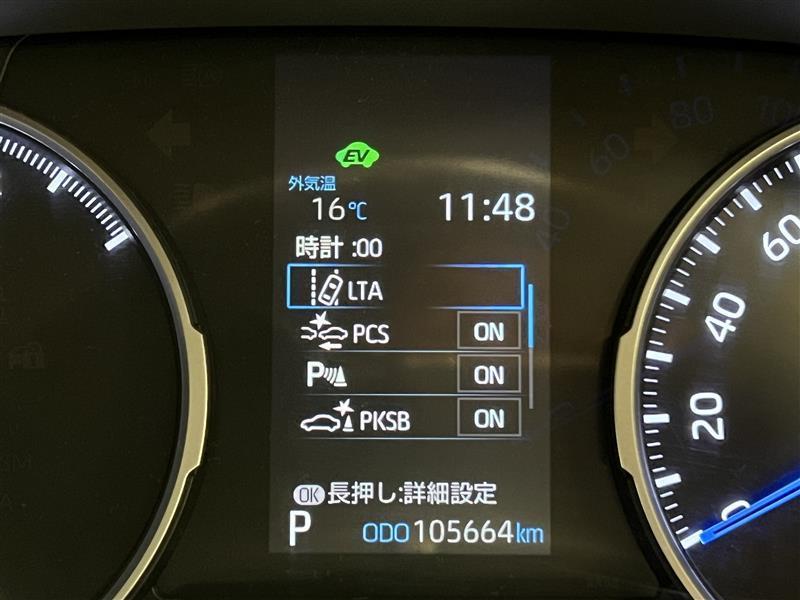 EV
外気温
16℃ 11:48
時計 :00
LTA
PCS ON
P ON
PKSB ON
OK 長押し:詳細設定
P ODO 105664 km
60
40
20
0